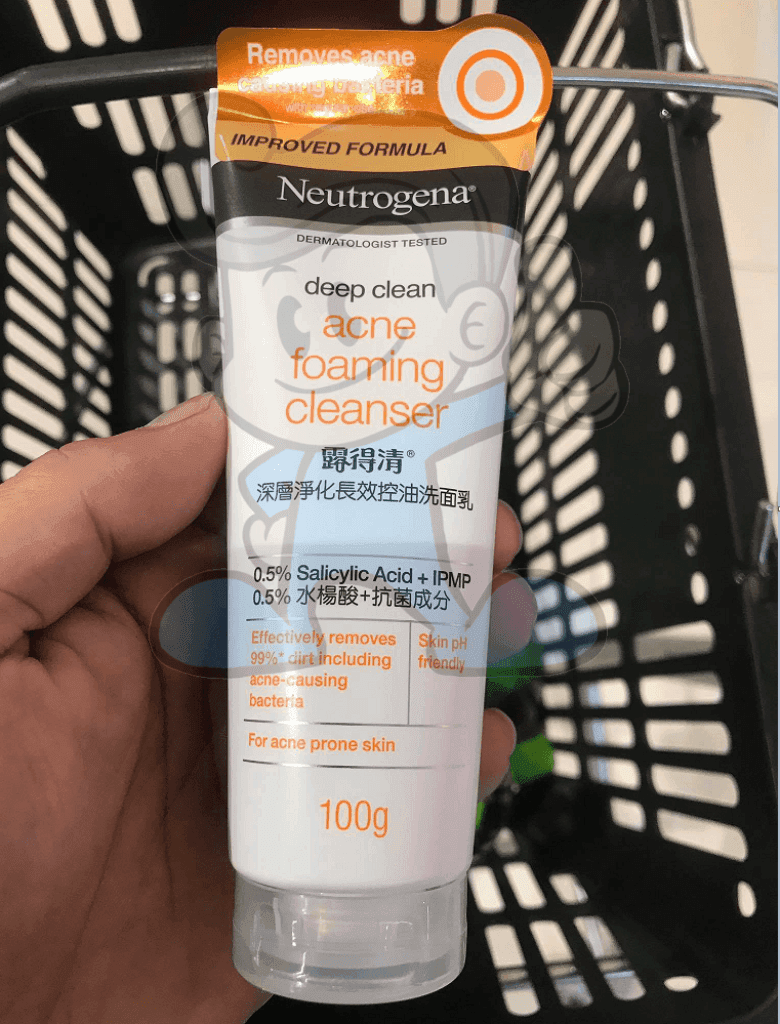 Removes acne
causing bacteria
IMPROVED FORMULA
Neutrogena®
DERMATOLOGIST TESTED
deep clean
acne
foaming
cleanser
露得清®
深層淨化長效控油洗面乳
0.5% Salicylic Acid + IPMP
0.5% 水楊酸+抗菌成分
Effectively removes
99%* dirt including
acne-causing
bacteria
Skin pH
friendly
For acne prone skin
100g